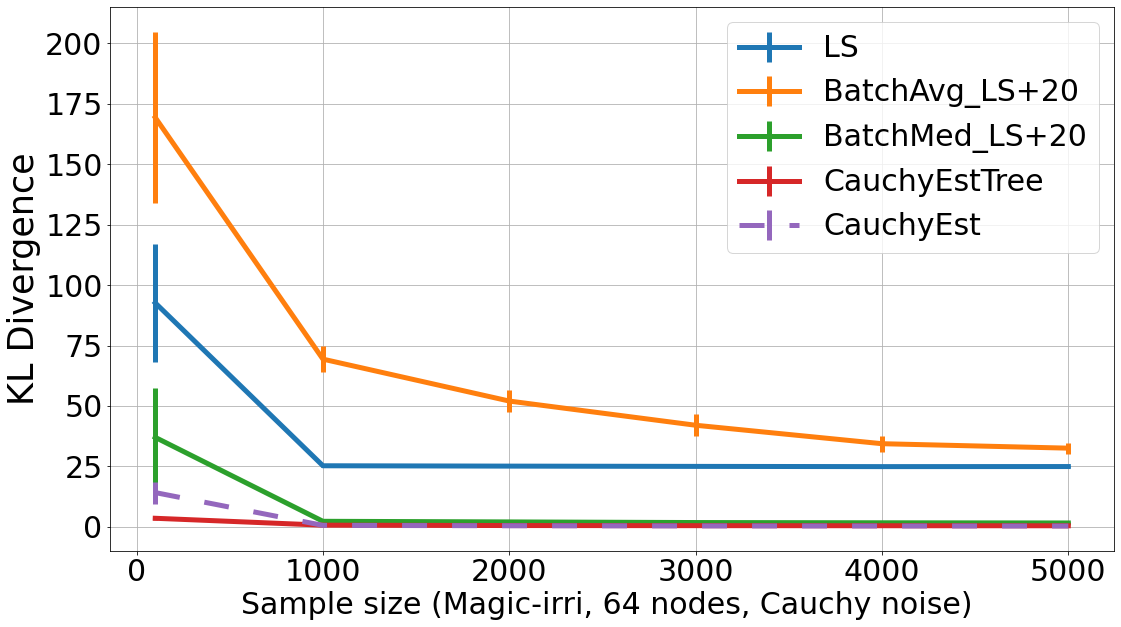 KL Divergence
200
175
150
125
100
75
50
25
0
0 1000 2000 3000 4000 5000
Sample size (Magic-irri, 64 nodes, Cauchy noise)
LS
BatchAvg_LS+20
BatchMed_LS+20
CauchyEstTree
CauchyEst